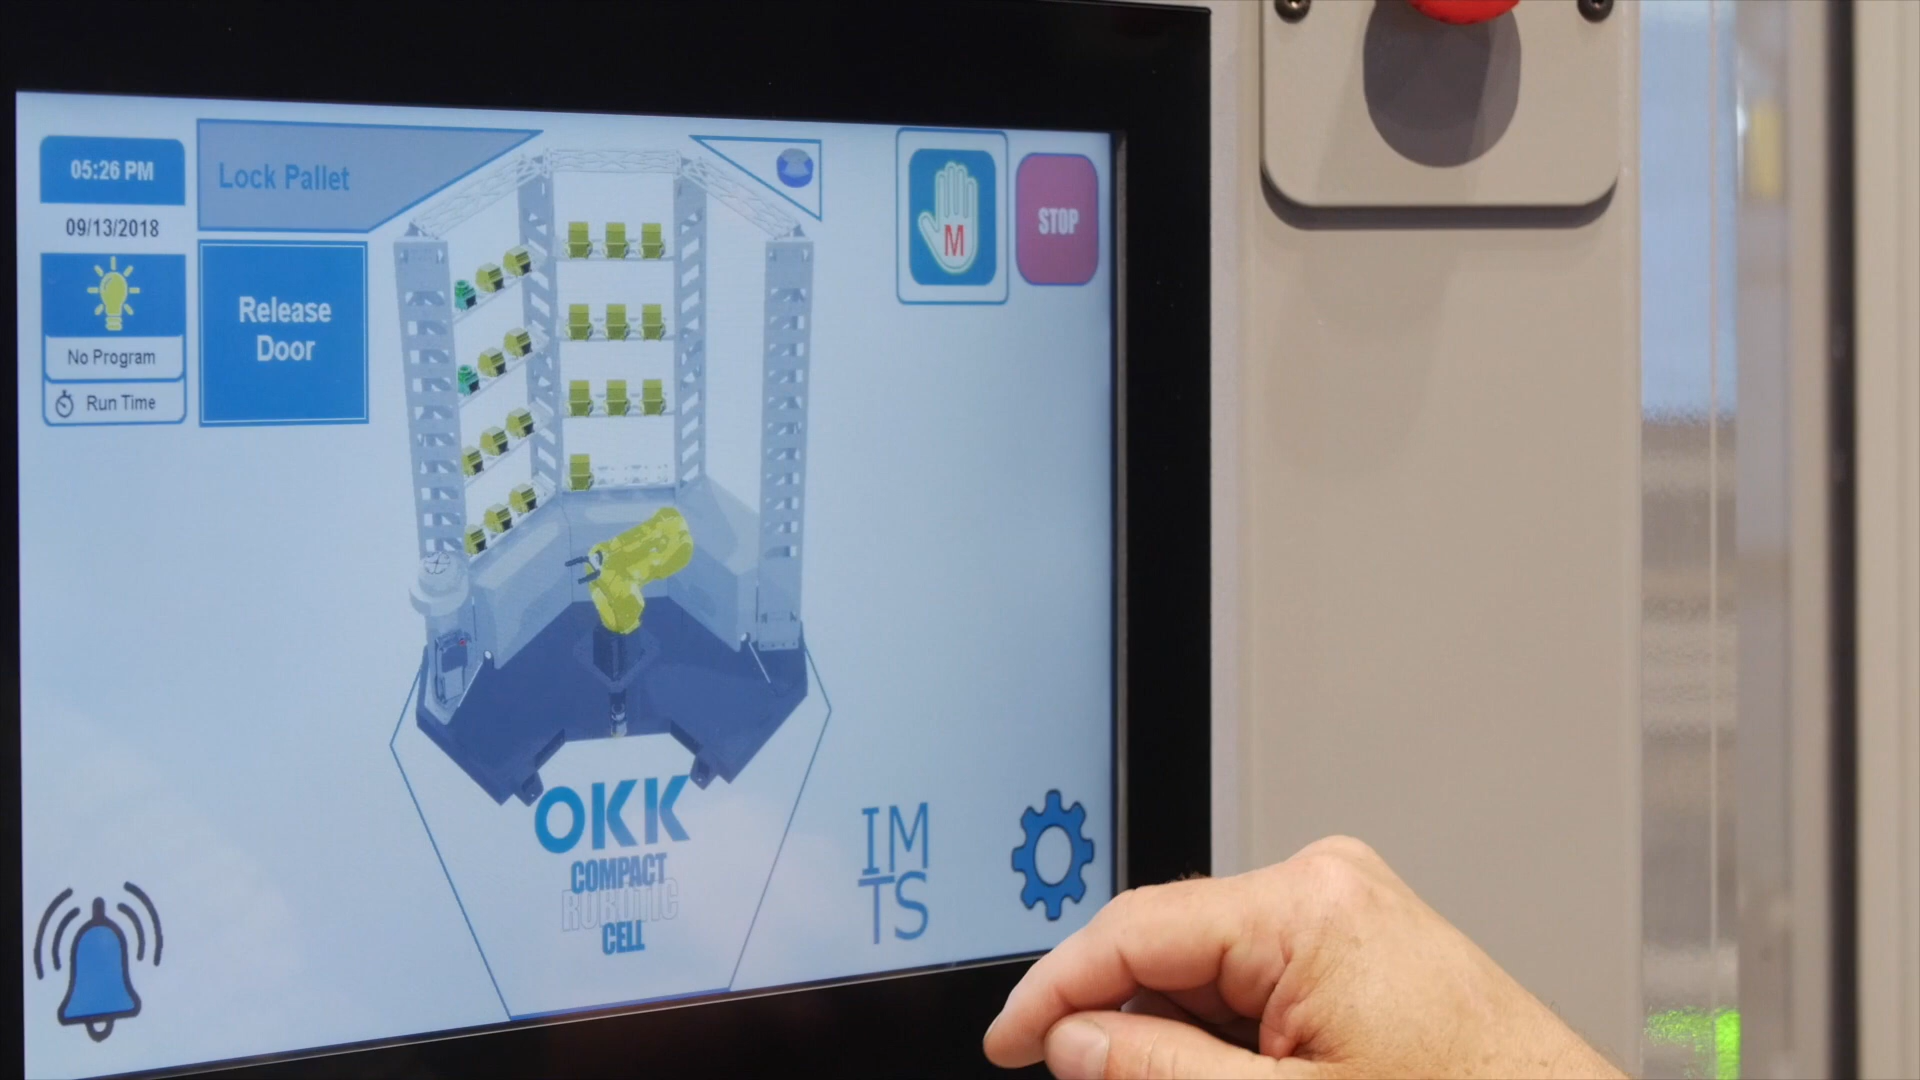 05:26 PM
Lock Pallet
09/13/2018
Release
Door
No Program
Run Time
M
STOP
OKK
COMPACT
ROBOTIC
CELL
IM
TS